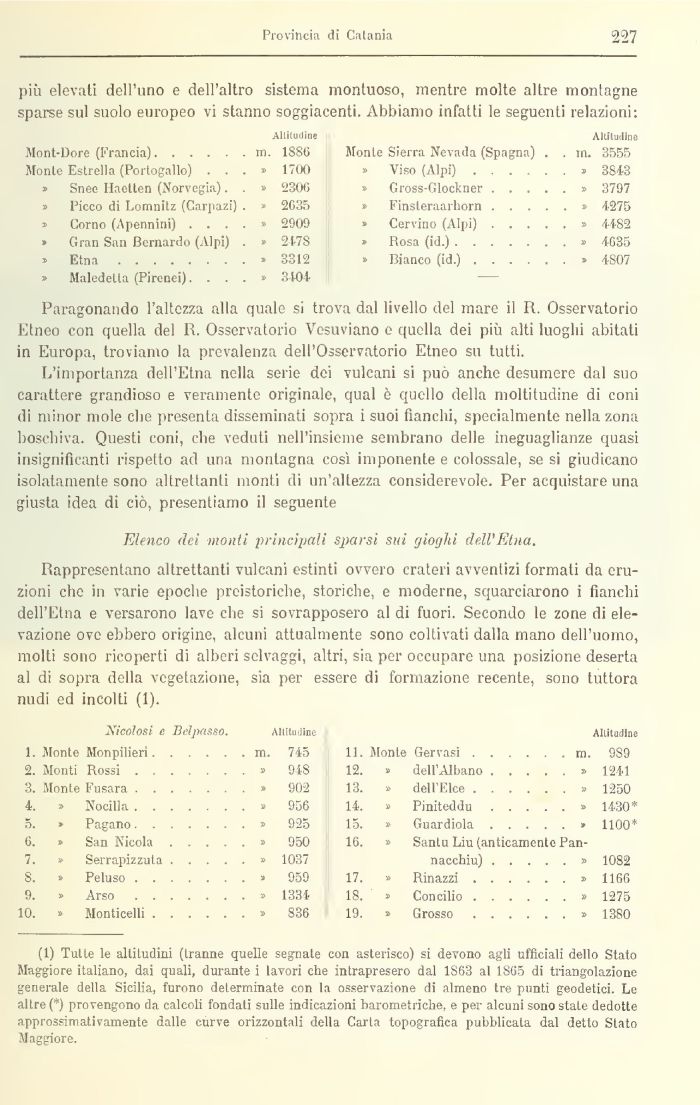 Provincia di Catania 227
più elevati dell'uno e dell'altro sistema montuoso, mentre molte altre montagne
sparse sul suolo europeo vi stanno soggiacenti. Abbiamo infatti le seguenti relazioni:
Altitudine
Mont-Dore (Francia). . . . . . m. 1886
Monte Estrella (Portogallo) . . . » 1700
» Snee Haetten (Norvegia). . » 2306
» Picco di Lomnitz (Carpazi) . » 2635
» Corno (Apennini) . . . . » 2909
» Gran San Bernardo (Alpi) . » 2478
» Etna . . . . . . . . » 3312
» Maledetta (Pirenei). . . . » 3404
Altitudine
Monte Sierra Nevada (Spagna) . . m. 3555
» Viso (Alpi) . . . . . . » 3843
» Gross-Glockner . . . . . » 3797
» Finsteraarhorn . . . . . » 4275
» Cervino (Alpi) . . . . . » 4482
» Rosa (id.) . . . . . . . » 4635
» Bianco (id.) . . . . . . » 4807
Paragonando l'altezza alla quale si trova dal livello del mare il R. Osservatorio
Etneo con quella del R. Osservatorio Vesuviano e quella dei più alti luoghi abitati
in Europa, troviamo la prevalenza dell'Osservatorio Etneo su tutti.
L'importanza dell'Etna nella serie dei vulcani si può anche desumere dal suo
carattere grandioso e veramente originale, qual è quello della moltitudine di coni
di minor mole che presenta disseminati sopra i suoi fianchi, specialmente nella zona
boschiva. Questi coni, che veduti nell'insieme sembrano delle ineguaglianze quasi
insignificanti rispetto ad una montagna così imponente e colossale, se si giudicano
isolatamente sono altrettanti monti di un'altezza considerevole. Per acquistare una
giusta idea di ciò, presentiamo il seguente
Elenco dei monti principali sparsi sui gioghi dell'Etna.
Rappresentano altrettanti vulcani estinti ovvero crateri avventizi formati da eru-
zioni che in varie epoche preistoriche, storiche, e moderne, squarciarono i fianchi
dell'Etna e versarono lave che si sovrapposero al di fuori. Secondo le zone di ele-
vazione ove ebbero origine, alcuni attualmente sono coltivati dalla mano dell'uomo,
molti sono ricoperti di alberi selvaggi, altri, sia per occupare una posizione deserta
al di sopra della vegetazione, sia per essere di formazione recente, sono tuttora
nudi ed incolti (1).
Nicolosi e Belpasso. Altitudine
1. Monte Monpilieri . . . . . . m. 745
2. Monti Rossi . . . . . . . » 948
3. Monte Fusara . . . . . . . » 902
4. » Nocilla . . . . . . . » 956
5. » Pagano . . . . . . . » 925
6. » San Nicola . . . . . » 950
7. » Serrapizzuta . . . . . » 1037
8. » Peluso . . . . . . . » 959
9. » Arso . . . . . . . » 1334
10. » Monticelli . . . . . . » 836
Altitudine
11. Monte Gervasi . . . . . . m. 989
12. » dell'Albano . . . . . » 1241
13. » dell'Elce . . . . . . » 1250
14. » Piniteddu . . . . . » 1430*
15. » Guardiola . . . . . » 1100*
16. » Santu Liu (anticamente Pan-
nacchiu) . . . . . » 1082
17. » Rinazzi . . . . . . » 1166
18. » Concilio . . . . . . » 1275
19. » Grosso . . . . . . » 1380
(1) Tutte le altitudini (tranne quelle segnate con asterisco) si devono agli ufficiali dello Stato
Maggiore italiano, dai quali, durante i lavori che intrapresero dal 1863 al 1865 di triangolazione
generale della Sicilia, furono determinate con la osservazione di almeno tre punti geodetici. Le
altre (*) provengono da calcoli fondati sulle indicazioni barometriche, e per alcuni sono state dedotte
approssimativamente dalle curve orizzontali della Carta topografica pubblicata dal detto Stato
Maggiore.